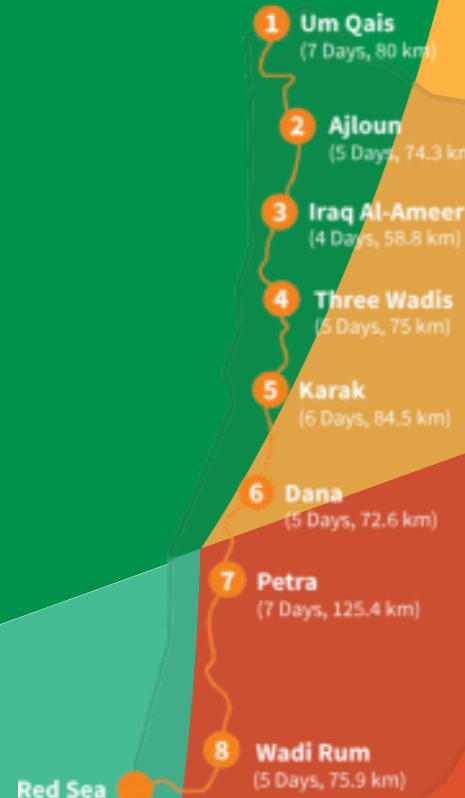 1 Um Qais
(7 Days, 80 km)
2 Ajloun
(5 Days, 74.3 km
3 Iraq Al-Ameer
(4 Days, 58.8 km)
4 Three Wadis
(5 Days, 75 km)
5 Karak
(6 Days, 84.5 km)
6 Dana
(5 Days, 72.6 km)
7 Petra
(7 Days, 125.4 km)
8 Wadi Rum
(5 Days, 75.9 km)
Red Sea